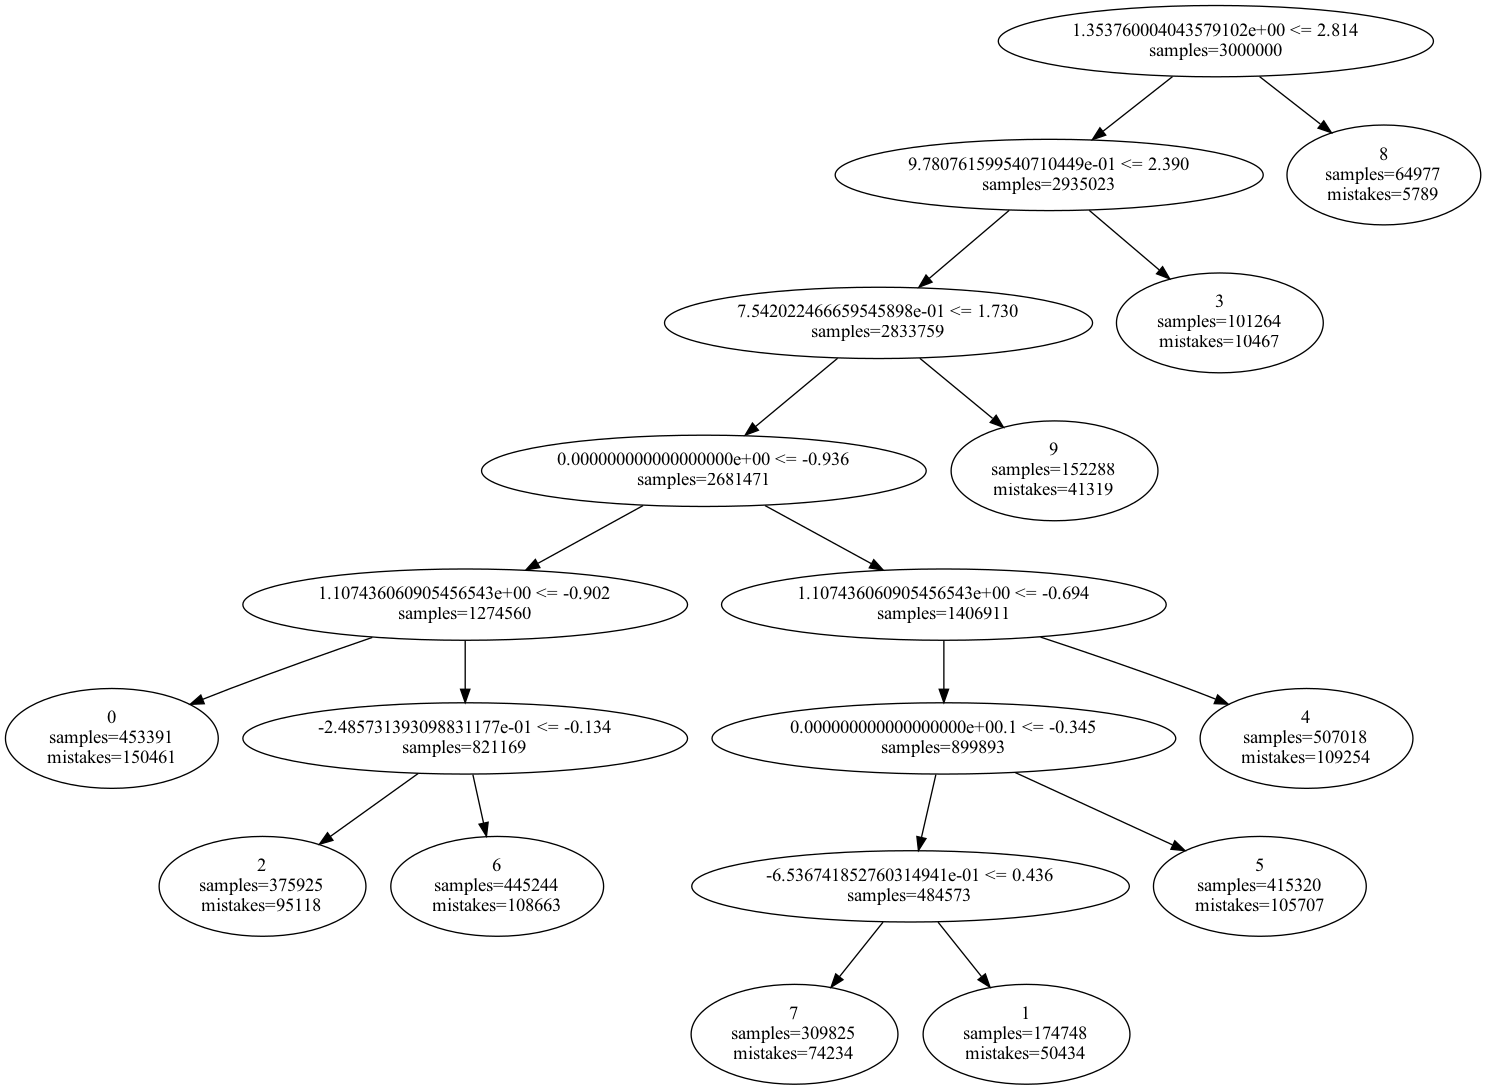 1.353760004043579102e+00 <= 2.814
samples=3000000
9.780761599540710449e-01 <= 2.390
samples=2935023
8
samples=64977
mistakes=5789
7.542022466659545898e-01 <= 1.730
samples=2833759
3
samples=101264
mistakes=10467
0.000000000000000000e+00 <= -0.936
samples=2681471
9
samples=152288
mistakes=41319
1.107436060905456543e+00 <= -0.902
samples=1274560
1.107436060905456543e+00 <= -0.694
samples=1406911
0
samples=453391
mistakes=150461
-2.485731393098831177e-01 <= -0.134
samples=821169
0.000000000000000000e+00.1 <= -0.345
samples=899893
4
samples=507018
mistakes=109254
2
samples=375925
mistakes=95118
6
samples=445244
mistakes=108663
-6.536741852760314941e-01 <= 0.436
samples=484573
5
samples=415320
mistakes=105707
7
samples=309825
mistakes=74234
1
samples=174748
mistakes=50434